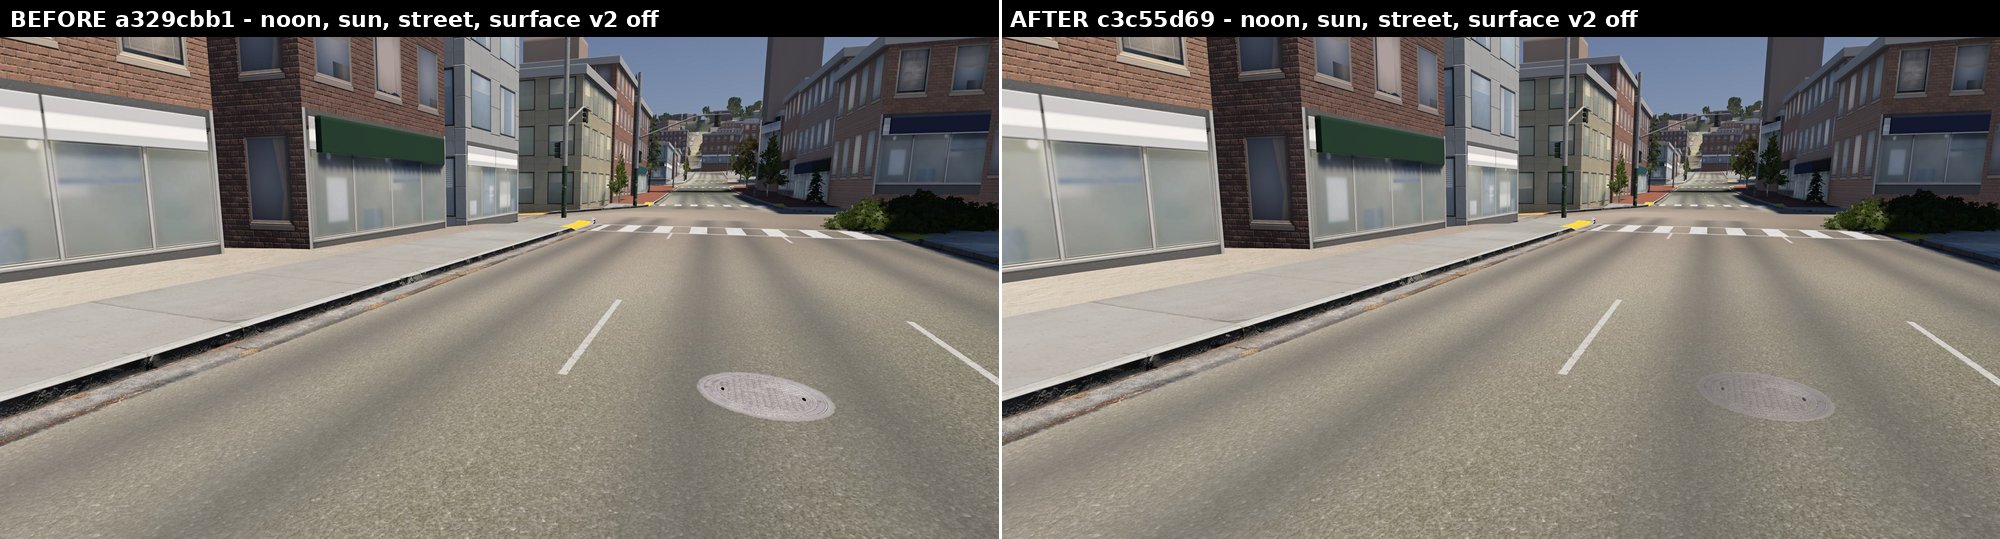 BEFORE a329cbb1 - noon, sun, street, surface v2 off
AFTER c3c55d69 - noon, sun, street, surface v2 off